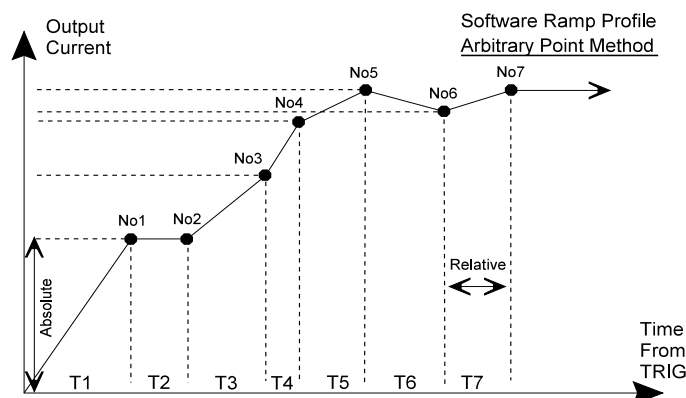 Output
Current
Software Ramp Profile
Arbitrary Point Method
No1
No2
No3
No4
No5
No6
No7
Absolute
Relative
T1
T2
T3
T4
T5
T6
T7
Time
From
TRIG